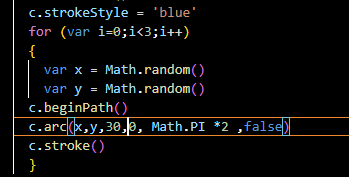 c.strokeStyle = 'blue'
for (var i=0;i<3;i++)
{
var x = Math.random()
var y = Math.random()
c.beginPath()
c.arc(x,y,30,0, Math.PI *2 ,false)
c.stroke()
}